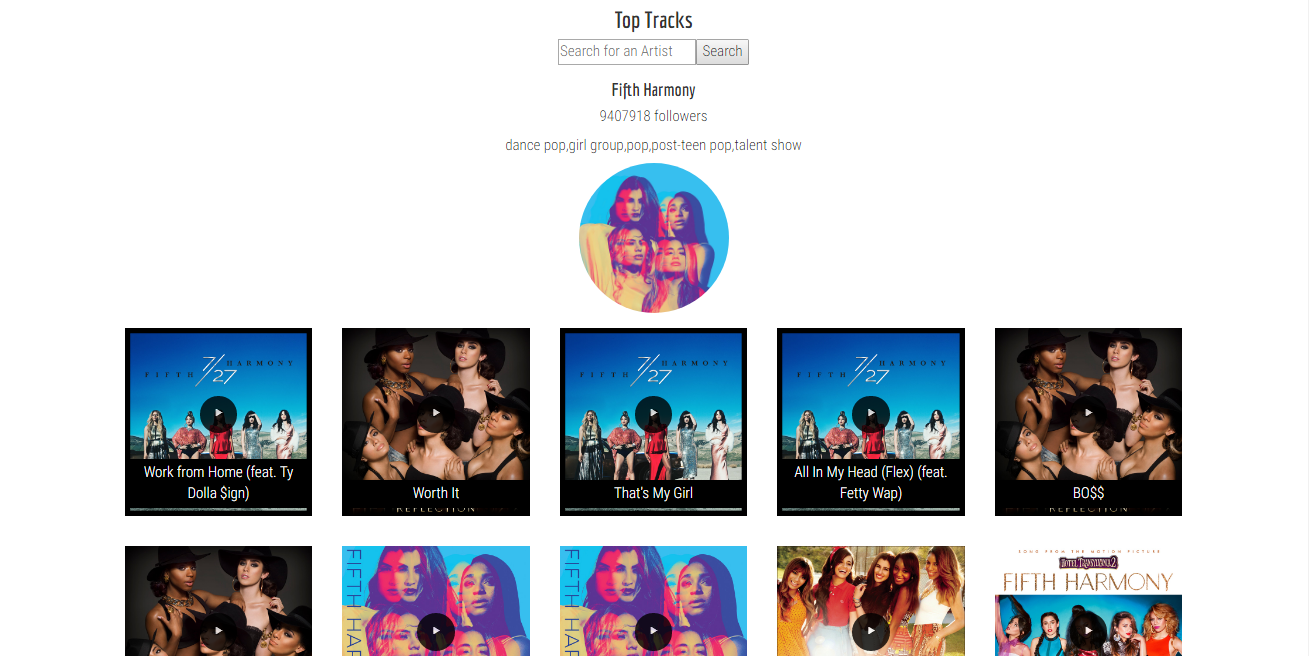 Top Tracks
Search for an Artist
Search
Fifth Harmony
9407918 followers
dance pop,girl group,pop,post-teen pop,talent show
FIFTH 7/27 HARMONY
FIFTH 7/27 HARMONY
FIFTH 7/27 HARMONY
Work from Home (feat. Ty
Dolla $ign)
Worth It
That's My Girl
All In My Head (Flex) (feat.
Fetty Wap)
BO$$
REFLECTION
REFLECTION
FIFTH HAR
FIFTH HAR
SONG FROM THE MOTION PICTURE
HOTEL TRANSYLVANIA 2
FIFTH HARMONY